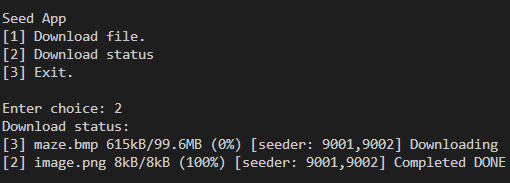 Seed App
[1] Download file.
[2] Download status
[3] Exit.
Enter choice: 2
Download status:
[3] maze.bmp 615kB/99.6MB (0%) [seeder: 9001,9002] Downloading
[2] image.png 8kB/8kB (100%) [seeder: 9001,9002] Completed DONE